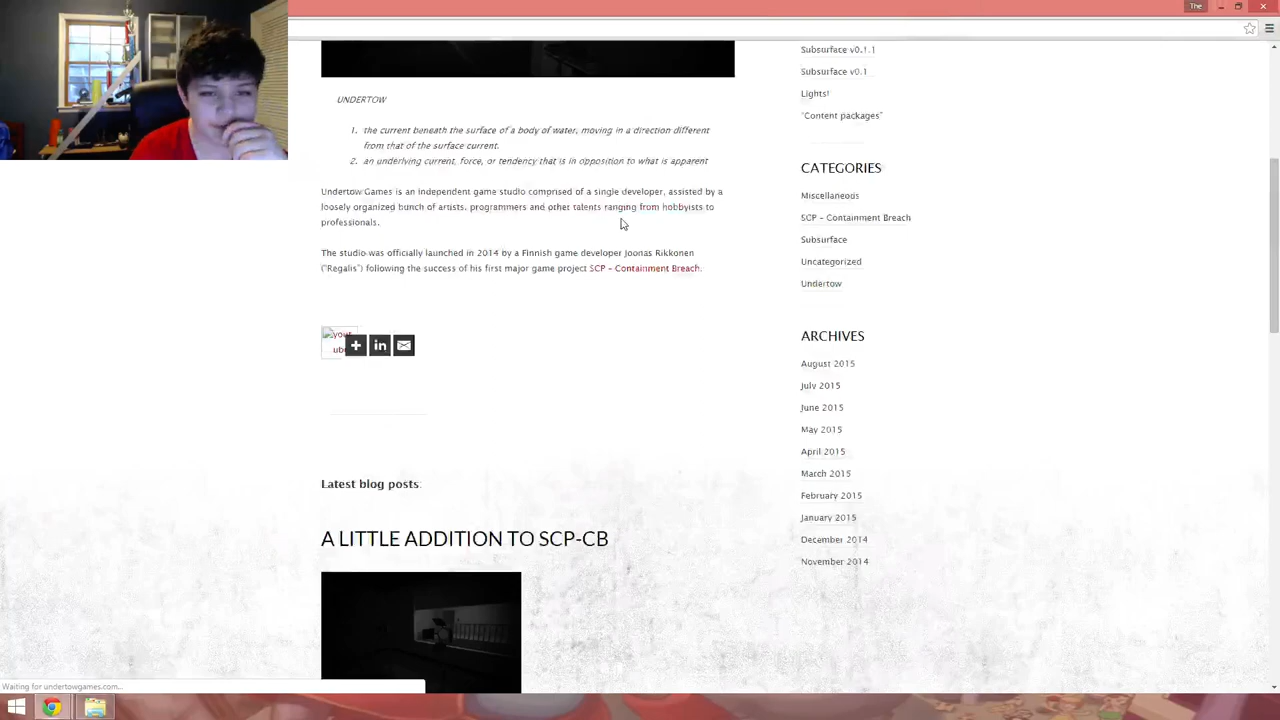 The
UNDERTOW
1. the current beneath the surface of a body of water, moving in a direction different
from that of the surface current.
2. an underlying current, force, or tendency that is in opposition to what is apparent
Undertow Games is an independent game studio comprised of a single developer, assisted by a
loosely organized bunch of artists, programmers and other talents ranging from hobbyists to
professionals.
The studio was officially launched in 2014 by a Finnish game developer Joonas Rikkonen
("Regalis") following the success of his first major game project SCP – Containment Breach.
yout
ube
in
Latest blog posts:
A LITTLE ADDITION TO SCP-CB
Subsurface v0.1.1
Subsurface v0.1
Lights!
"Content packages"
CATEGORIES
Miscellaneous
SCP – Containment Breach
Subsurface
Uncategorized
Undertow
ARCHIVES
August 2015
July 2015
June 2015
May 2015
April 2015
March 2015
February 2015
January 2015
December 2014
November 2014
Waiting for undertowgames.com...